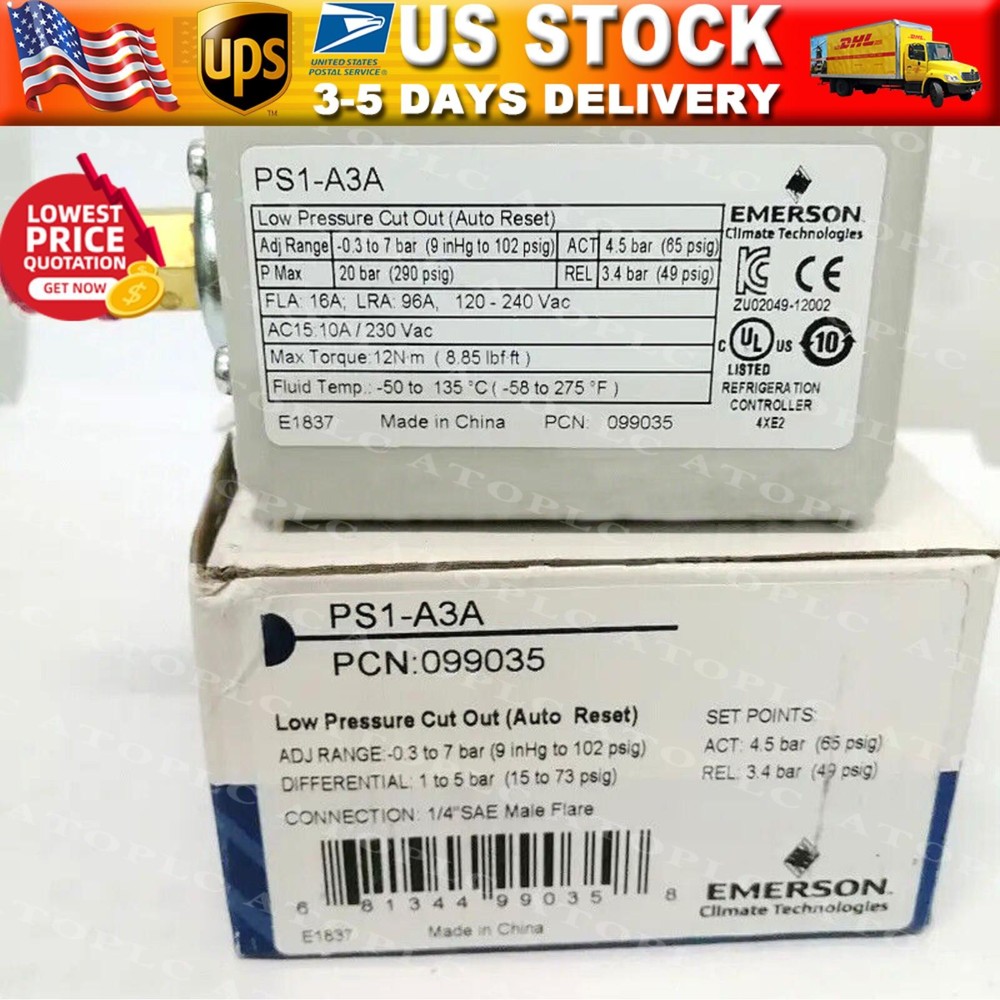 ups
TM
UNITED STATES
POSTAL SERVICE®
US STOCK
3-5 DAYS DELIVERY
DHL
LOWEST
PRICE
QUOTATION
GET NOW
PS1-A3A
Low Pressure Cut Out (Auto Reset)
Adj Range -0.3 to 7 bar (9 inHg to 102 psig) ACT 4.5 bar (65 psig)
P Max 20 bar (290 psig) REL 3.4 bar (49 psig)
FLA: 16A; LRA: 96A, 120 - 240 Vac
AC15:10A / 230 Vac
Max Torque:12N·m ( 8.85 lbf·ft )
Fluid Temp.: -50 to 135 °C ( -58 to 275 °F )
E1837 Made in China PCN: 099035
EMERSON
Climate Technologies
KC CE
ZU02049-12002
C UL US 10
LISTED
REFRIGERATION
CONTROLLER
4XE2
PS1-A3A
PCN:099035
Low Pressure Cut Out (Auto Reset)
ADJ RANGE:-0.3 to 7 bar (9 inHg to 102 psig)
DIFFERENTIAL: 1 to 5 bar (15 to 73 psig)
CONNECTION: 1/4"SAE Male Flare
SET POINTS:
ACT: 4.5 bar (65 psig)
REL: 3.4 bar (49 psig)
6 81344 99035 8
E1837 Made in China
EMERSON
Climate Technologies
ATOPLC